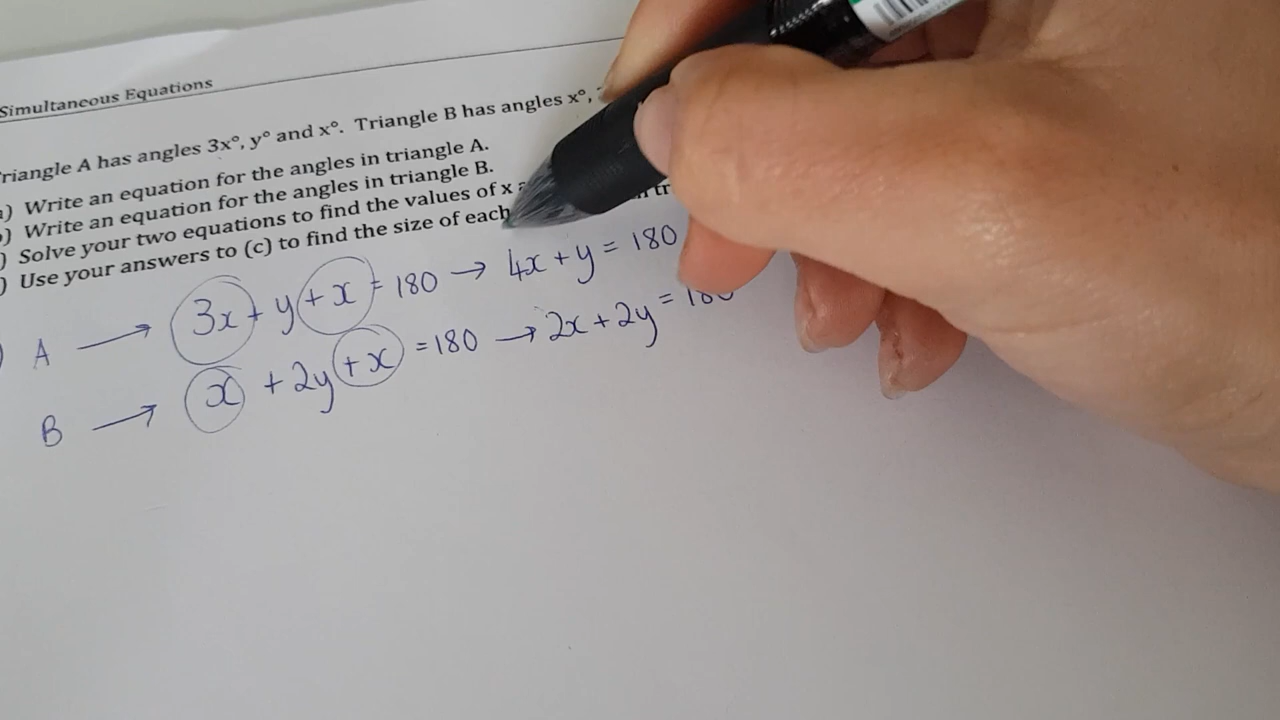 Simultaneous Equations
Triangle A has angles 3x°, y° and x°. Triangle B has angles x°,
) Write an equation for the angles in triangle A.
) Write an equation for the angles in triangle B.
) Solve your two equations to find the values of x
) Use your answers to (c) to find the size of each
A → 3x + y + x = 180 → 4x + y = 180
B → x + 2y + x = 180 → 2x + 2y = 180